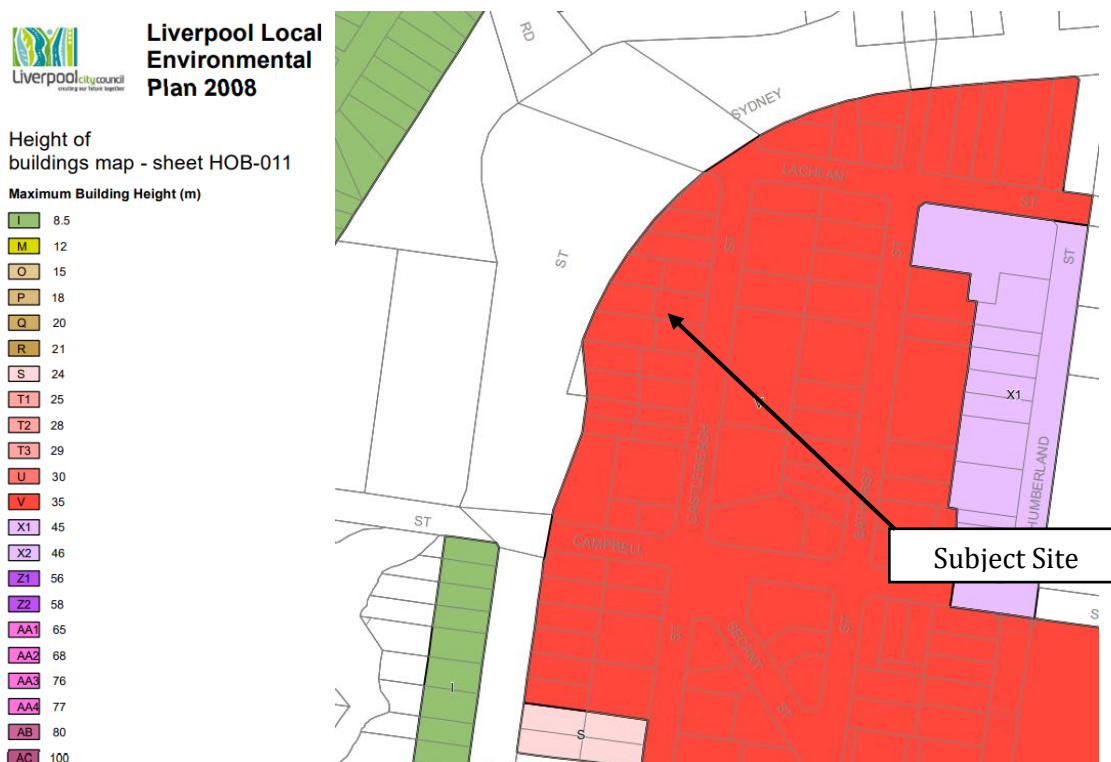 Liverpool city council
creating our future together
Liverpool Local
Environmental
Plan 2008
Height of
buildings map - sheet HOB-011
Maximum Building Height (m)
I 8.5
M 12
O 15
P 18
Q 20
R 21
S 24
T1 25
T2 28
T3 29
U 30
V 35
X1 45
X2 46
Z1 56
Z2 58
AA1 65
AA2 68
AA3 76
AA4 77
AB 80
AC 100
RD
SYDNEY
LACHLAN
ST
ST
ST
ST
ST
X1
V
CASTLEREAGH
BATHURST
HUMBERLAND
ST
CAMPBELL
Subject Site
S
ST
ST
SECANT
ST
I
S